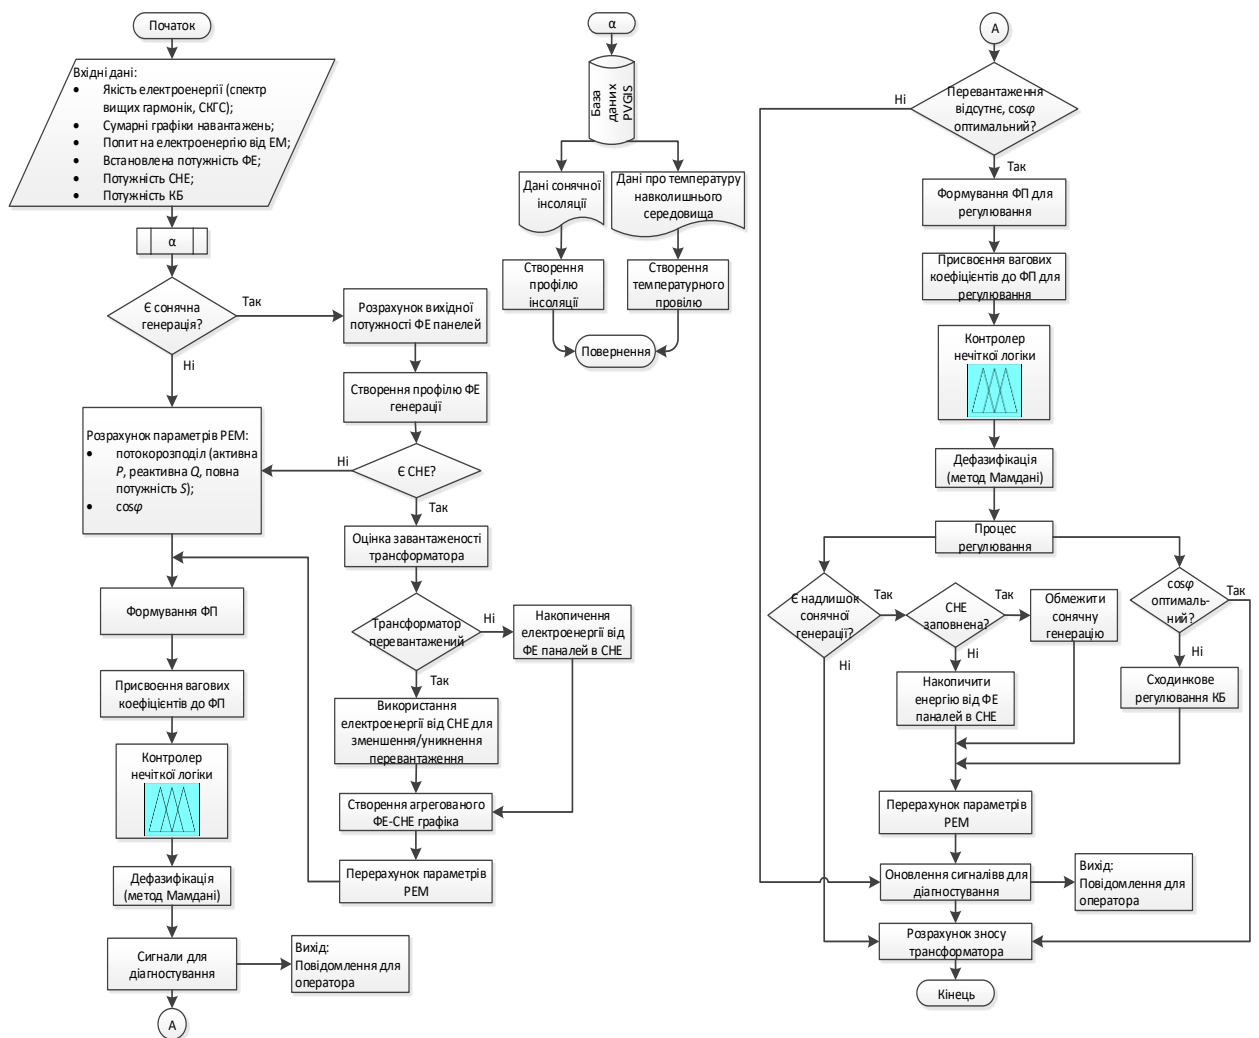 Початок
Вхідні дані:
• Якість електроенергії (спектр
вищих гармонік, СКГС);
• Сумарні графіки навантажень;
• Попит на електроенергію від ЕМ;
• Встановлена потужність ФЕ;
• Потужність СНЕ;
• Потужність КБ
α
Є сонячна
генерація?
Так
Ні
Розрахунок вихідної
потужності ФЕ панелей
Створення профілю ФЕ
генерації
Є СНЕ?
Ні
Так
Розрахунок параметрів РЕМ:
• потокорозподіл (активна
P, реактивна Q, повна
потужність S);
• cosφ
Оцінка завантаженості
трансформатора
Трансформатор
перевантажений
Ні
Так
Накопичення
електроенергії від
ФЕ паналей в СНЕ
Використання
електроенергії від СНЕ для
зменшення/уникнення
перевантаження
Створення агрегованого
ФЕ-СНЕ графіка
Перерахунок параметрів
РЕМ
Формування ФП
Присвоєння вагових
коефіцієнтів до ФП
Контролер
нечіткої логіки
Дефазифікація
(метод Мамдані)
Сигнали для
діагностування
Вихід:
Повідомлення для
оператора
А
α
База
даних
PVGIS
Дані сонячної
інсоляції
Дані про температуру
навколишнього
середовища
Створення
профілю
інсоляції
Створення
температурного
провілю
Повернення
А
Перевантаження
відсутнє, cosφ
оптимальний?
Ні
Так
Формування ФП для
регулювання
Присвоєння вагових
коефіцієнтів до ФП для
регулювання
Контролер
нечіткої логіки
Дефазифікація
(метод Мамдані)
Процес
регулювання
Є надлишок
сонячної
генерації?
Так
Ні
СНЕ
заповнена?
Так
Ні
Обмежити
сонячну
генерацію
cosφ
оптималь-
ний?
Так
Ні
Накопичити
енергію від ФЕ
паналей в СНЕ
Сходинкове
регулювання КБ
Перерахунок параметрів
РЕМ
Оновлення сигналівв для
діагностування
Вихід:
Повідомлення для
оператора
Розрахунок зносу
трансформатора
Кінець